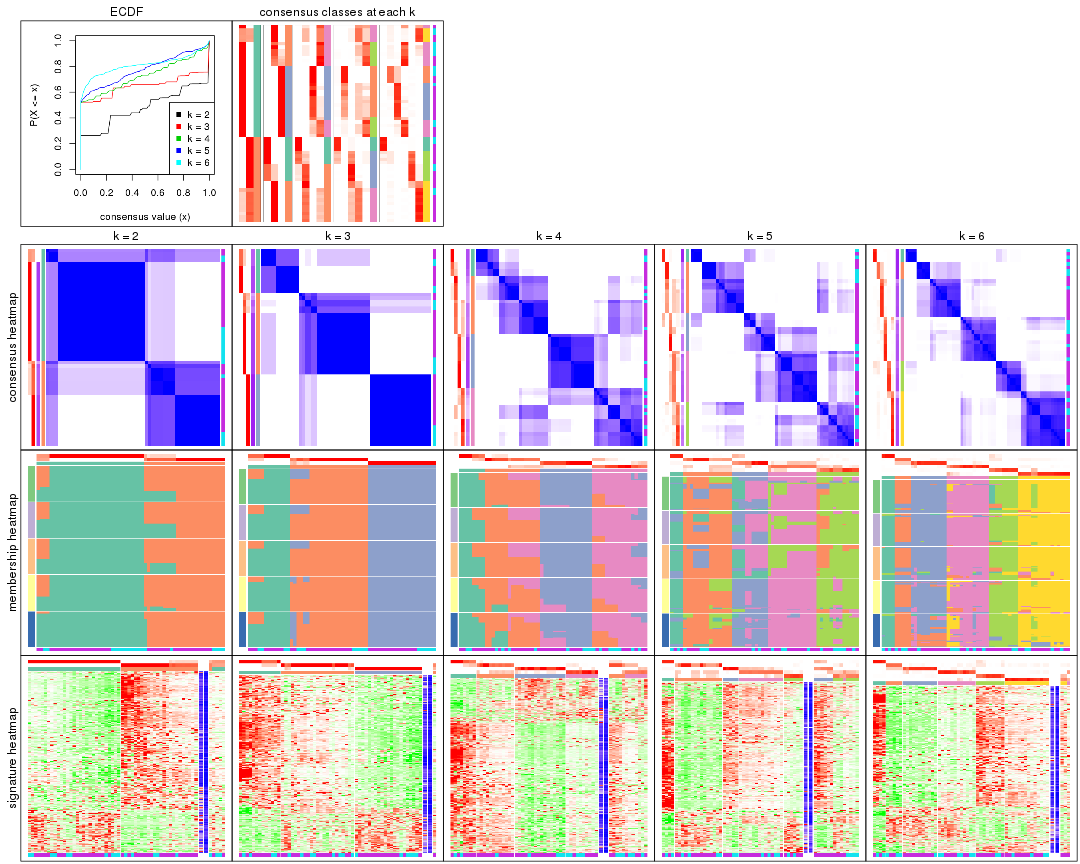 ECDF
consensus classes at each k
P(X <= x)
1.0
0.8
0.6
0.4
0.2
0.0
k = 2
k = 3
k = 4
k = 5
k = 6
0.0 0.2 0.4 0.6 0.8 1.0
consensus value (x)
k = 2
k = 3
k = 4
k = 5
k = 6
consensus heatmap
membership heatmap
signature heatmap